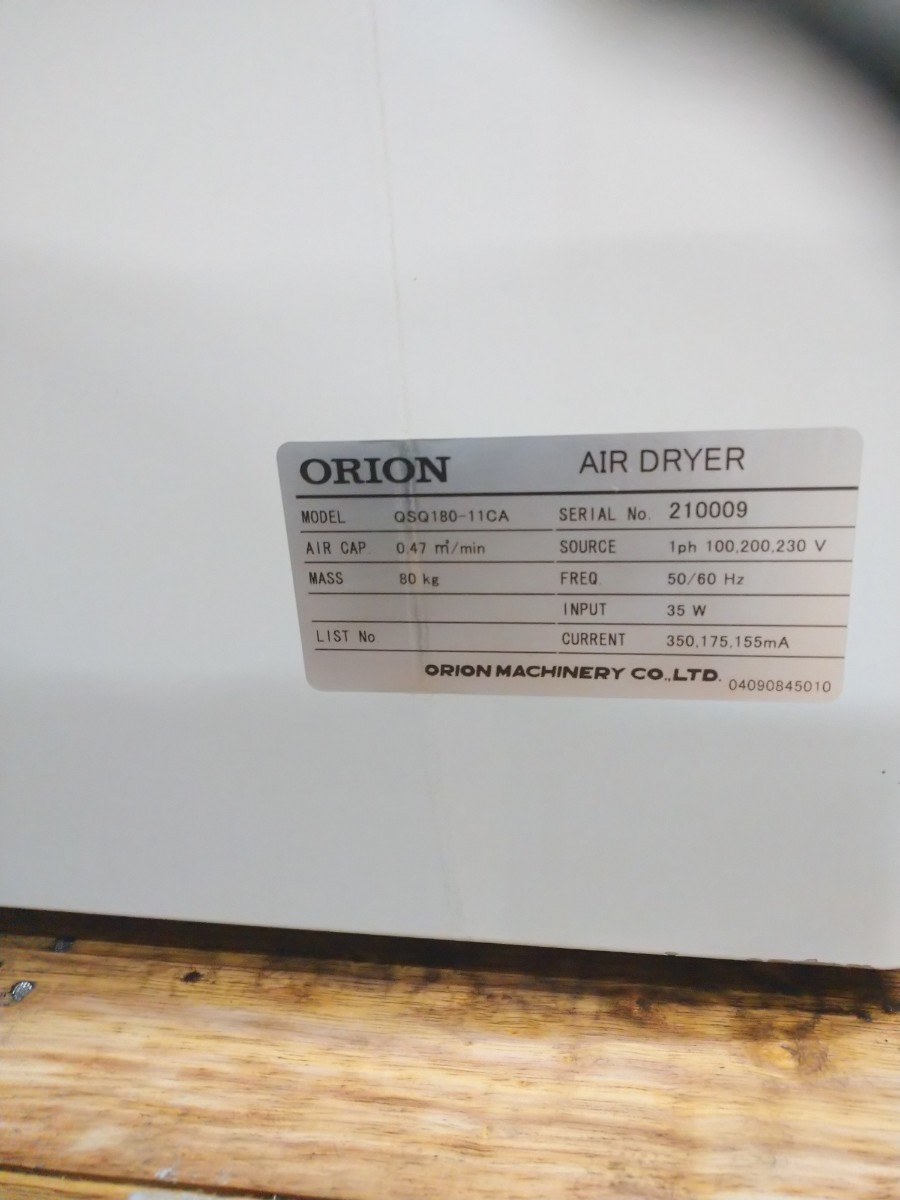 ORION AIR DRYER
MODEL QSQ180-11CA SERIAL No. 210009
AIR CAP. 0.47 m³/min SOURCE 1ph 100,200,230 V
MASS 80 kg FREQ 50/60 Hz
INPUT 35 W
LIST No CURRENT 350,175,155mA
ORION MACHINERY CO.,LTD. 04090845010